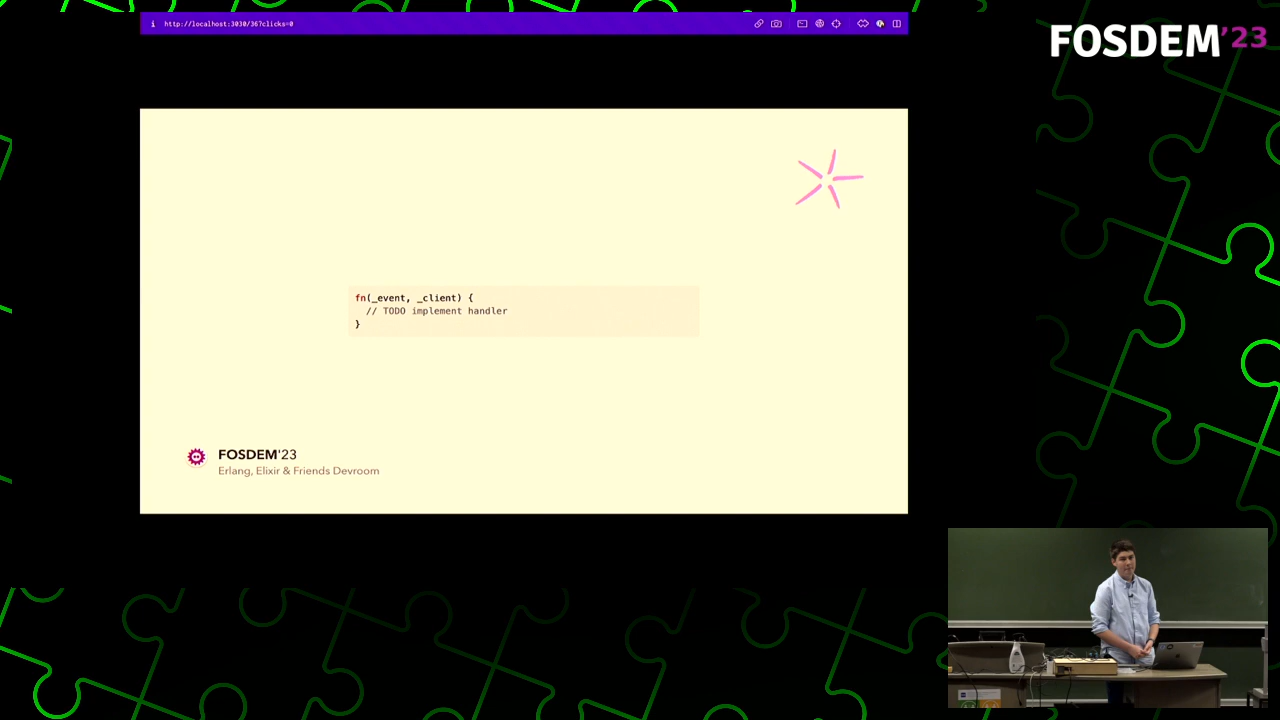 http://localhost:3030/36?clicks=0
FOSDEM'23
fn(_event, _client) {
// TODO implement handler
}
FOSDEM'23
Erlang, Elixir & Friends Devroom